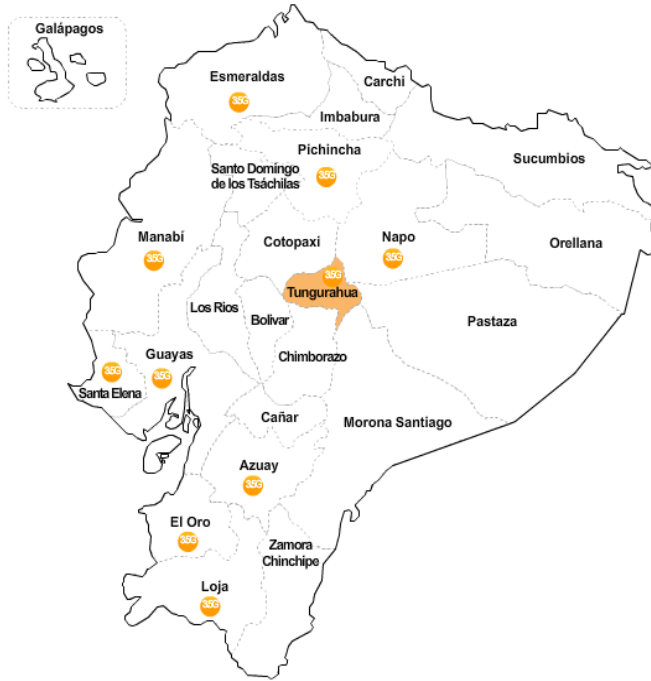 Galápagos
Esmeraldas
3.5G
Carchi
Imbabura
Pichincha
3.5G
Sucumbios
Santo Domingo
de los Tsáchilas
Manabí
3.5G
Cotopaxi
Napo
3.5G
Orellana
3.5G
Tungurahua
Los Rios
Bolivar
Pastaza
Chimborazo
Guayas
3.5G
3.5G
Santa Elena
Cañar
Morona Santiago
Azuay
3.5G
El Oro
3.5G
Zamora
Chinchipe
Loja
3.5G